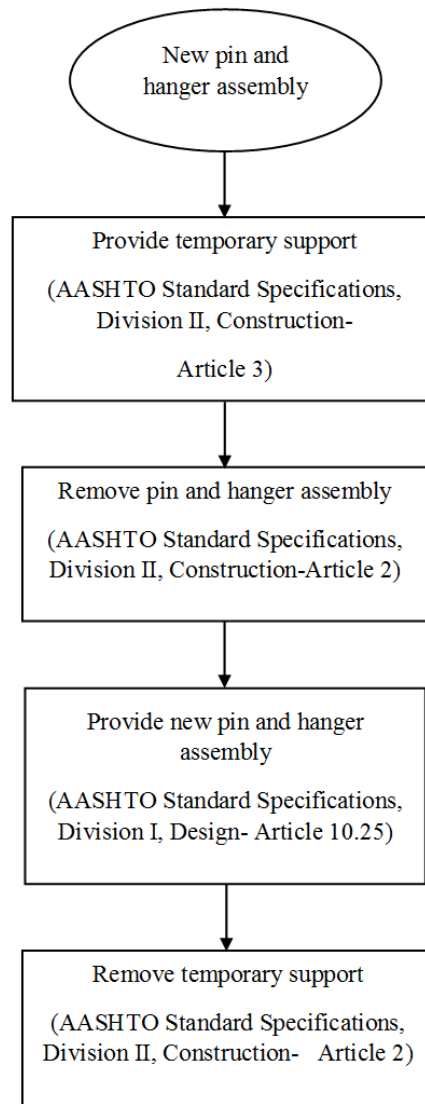 New pin and
hanger assembly
Provide temporary support
(AASHTO Standard Specifications,
Division II, Construction-
Article 3)
Remove pin and hanger assembly
(AASHTO Standard Specifications,
Division II, Construction-Article 2)
Provide new pin and hanger
assembly
(AASHTO Standard Specifications,
Division I, Design- Article 10.25)
Remove temporary support
(AASHTO Standard Specifications,
Division II, Construction-   Article 2)